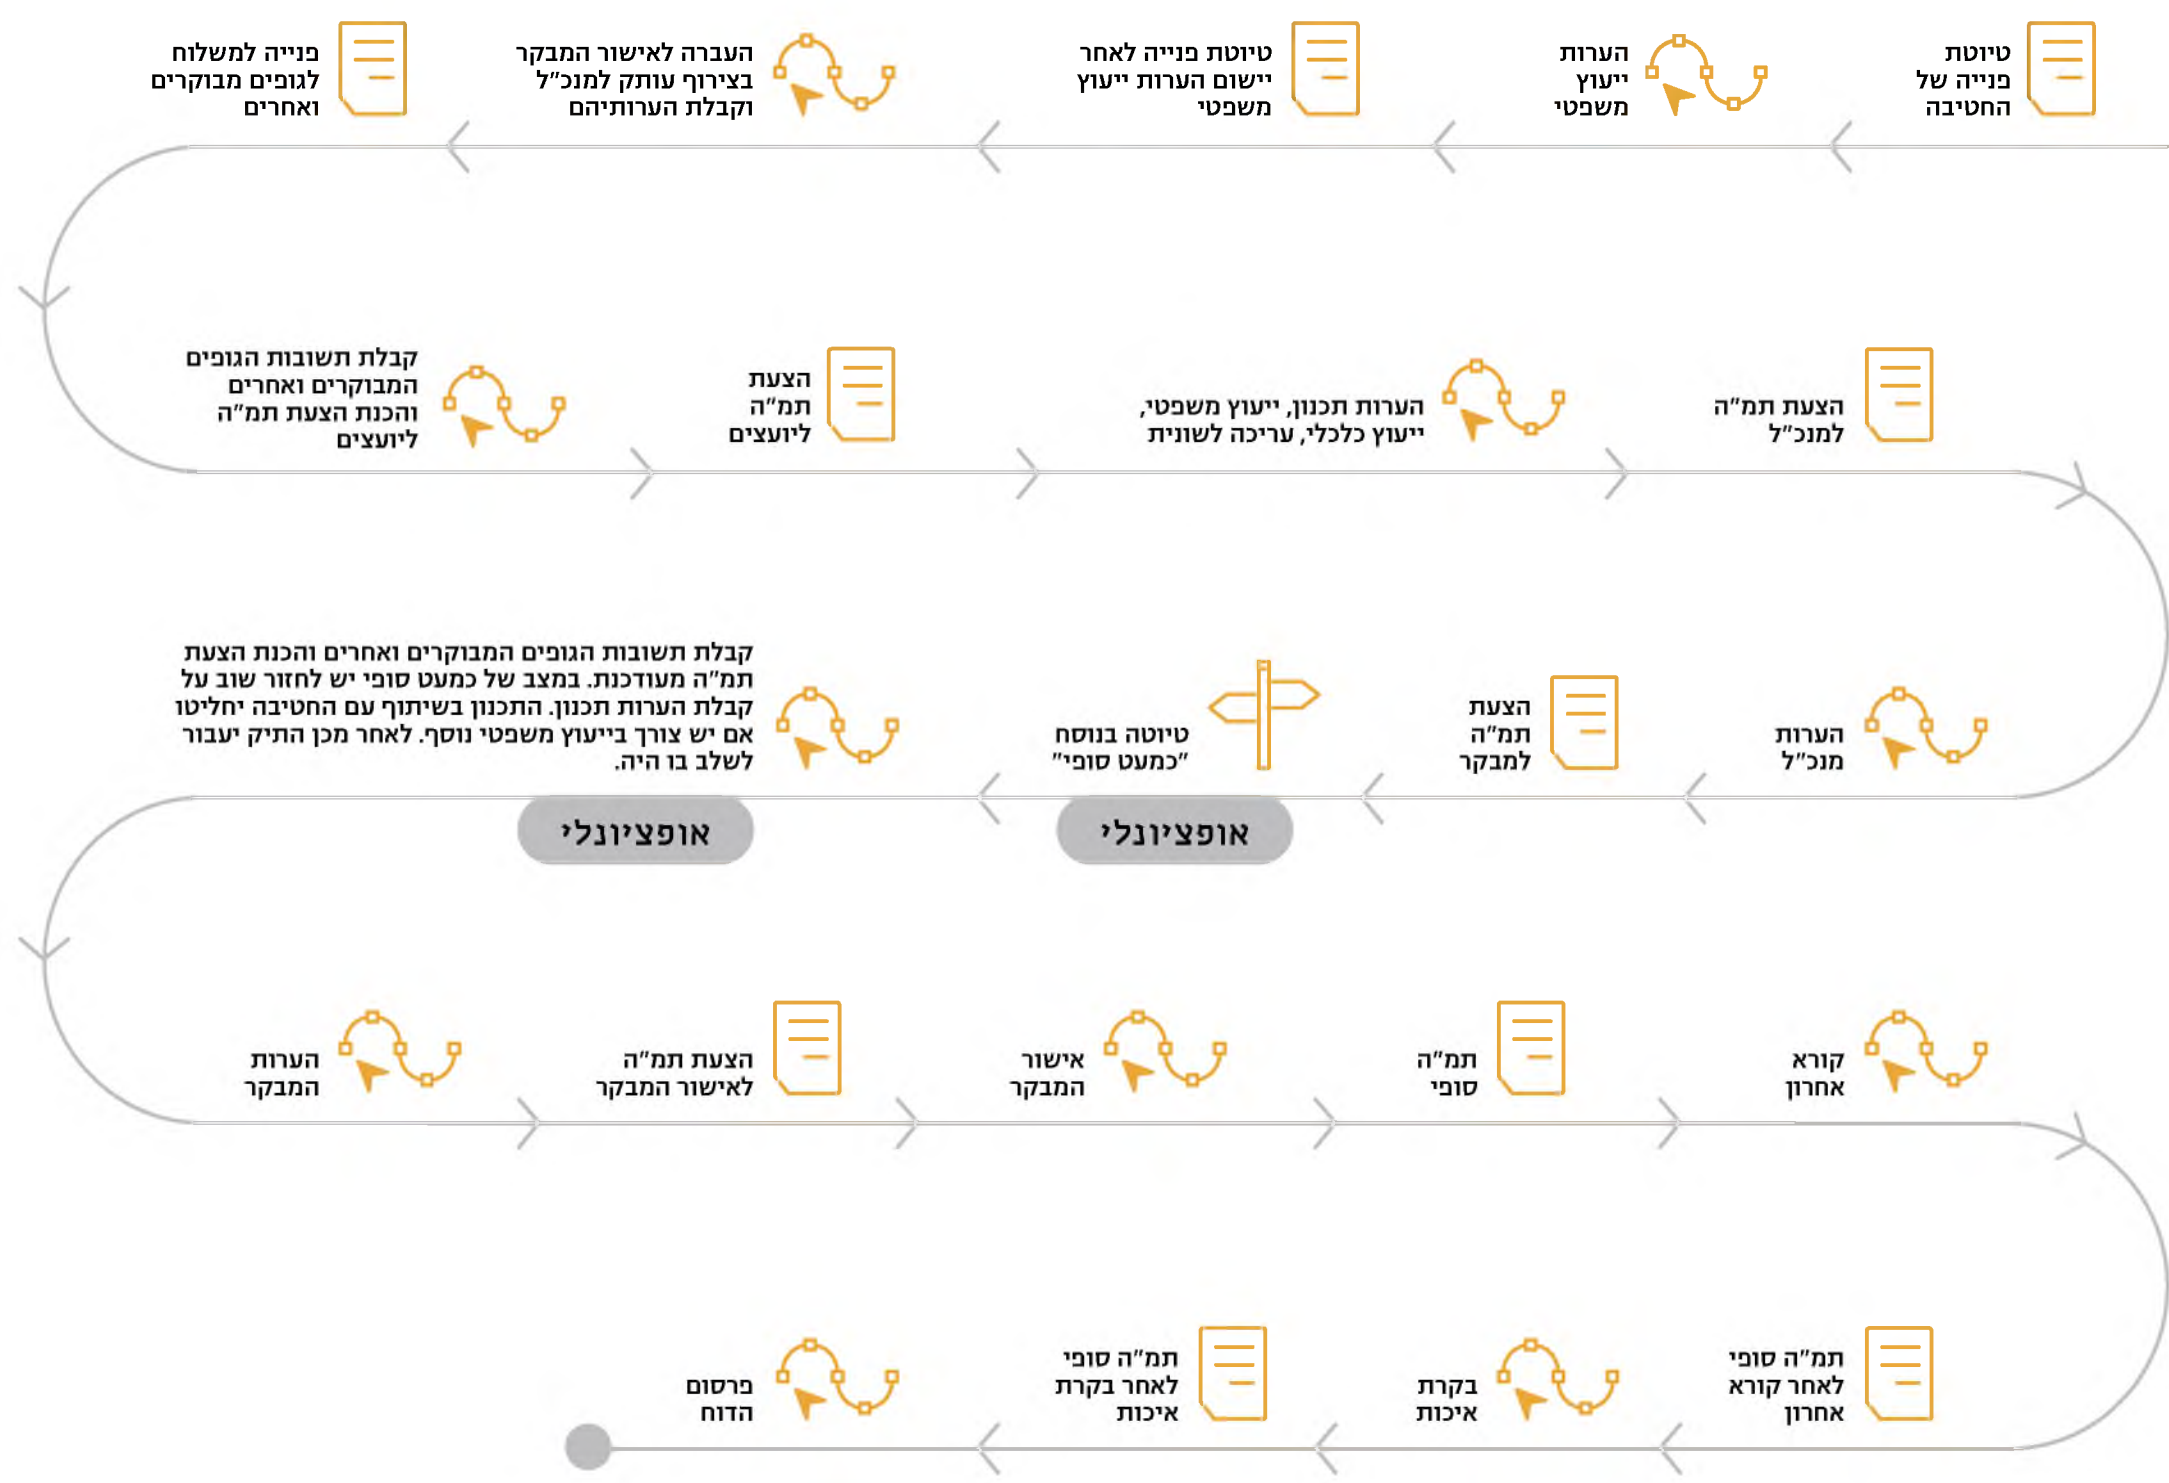 טיוטת
פנייה של
החטיבה
הערות
ייעוץ
משפטי
טיוטת פנייה לאחר
יישום הערות ייעוץ
משפטי
העברה לאישור המבקר
בצירוף עותק למנכ"ל
וקבלת הערותיהם
פנייה למשלוח
לגופים מבוקרים
ואחרים
קבלת תשובות הגופים
המבוקרים ואחרים
והכנת הצעת תמ"ה
ליועצים
הצעת
תמ"ה
ליועצים
הערות תכנון, ייעוץ משפטי,
ייעוץ כלכלי, עריכה לשונית
הצעת תמ"ה
למנכ"ל
הערות
מנכ"ל
הצעת
תמ"ה
למבקר
טיוטה בנוסח
"כמעט סופי"
אופציונלי
קבלת תשובות הגופים המבוקרים ואחרים והכנת הצעת
תמ"ה מעודכנת. במצב של כמעט סופי יש לחזור שוב על
קבלת הערות תכנון. התכנון בשיתוף עם החטיבה יחליטו
אם יש צורך בייעוץ משפטי נוסף. לאחר מכן התיק יעבור
לשלב בו היה.
אופציונלי
הערות
המבקר
הצעת תמ"ה
לאישור המבקר
אישור
המבקר
תמ"ה
סופי
קורא
אחרון
תמ"ה סופי
לאחר קורא
אחרון
בקרת
איכות
תמ"ה סופי
לאחר בקרת
איכות
פרסום
הדוח